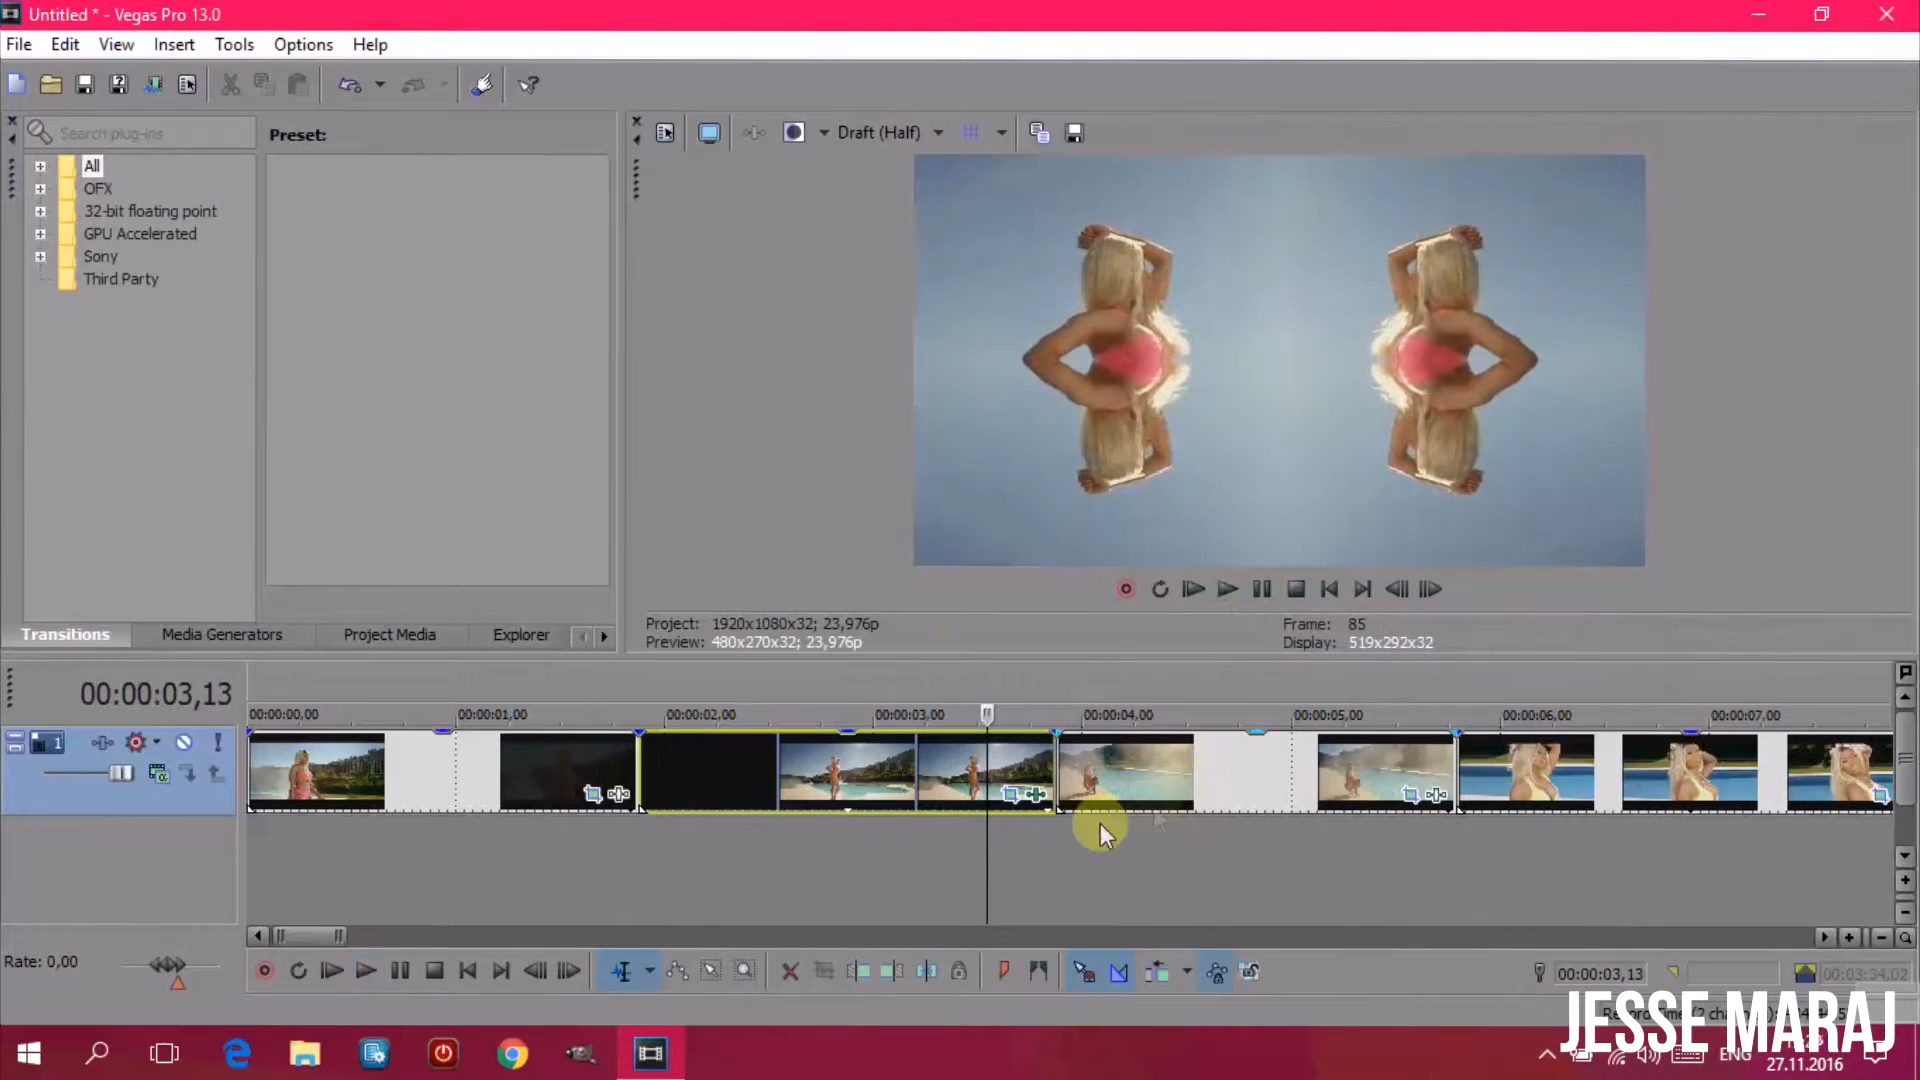 Untitled * - Vegas Pro 13.0
File Edit View Insert Tools Options Help
Search plug-ins
Preset:
Draft (Half)
All
OFX
32-bit floating point
GPU Accelerated
Sony
Third Party
Transitions Media Generators Project Media Explorer
Project: 1920x1080x32; 23,976p
Preview: 480x270x32; 23,976p
Frame: 85
Display: 519x292x32
00:00:03,13
00:00:00,00 00:00:01,00 00:00:02,00 00:00:03,00 00:00:04,00 00:00:05,00 00:00:06,00 00:00:07,00
1
Rate: 0,00
00:00:03,13
00:03:34,02
Record Time (2
JESSE MARAJ
ENG
27.11.2016